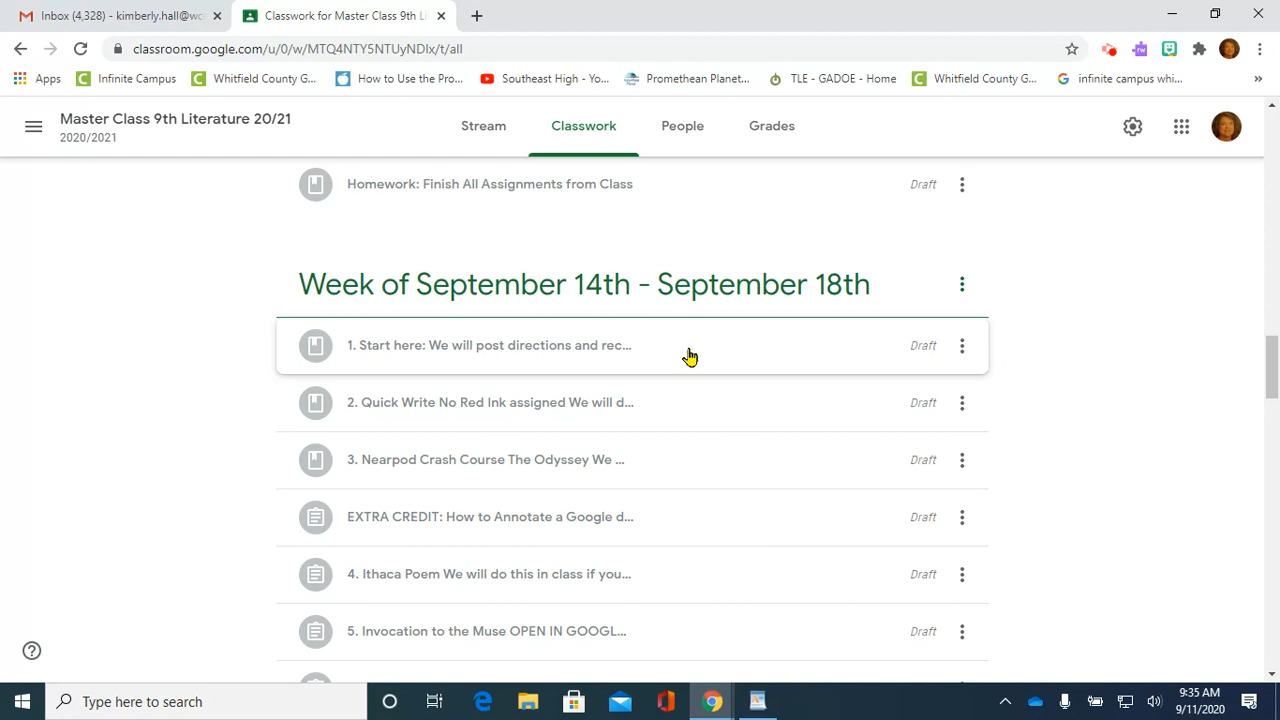 Inbox (4,328) - kimberly.hall@wc
Classwork for Master Class 9th Li
classroom.google.com/u/0/w/MTQ4NTY5NTUyNDIx/t/all
Apps
Infinite Campus
Whitfield County G...
How to Use the Pro...
Southeast High - Yo...
Promethean Planet...
TLE - GADOE - Home
Whitfield County G...
infinite campus whi...
Master Class 9th Literature 20/21
2020/2021
Stream
Classwork
People
Grades
Homework: Finish All Assignments from Class
Draft
Week of September 14th - September 18th
1. Start here: We will post directions and rec...
Draft
2. Quick Write No Red Ink assigned We will d...
Draft
3. Nearpod Crash Course The Odyssey We ...
Draft
EXTRA CREDIT: How to Annotate a Google d...
Draft
4. Ithaca Poem We will do this in class if you...
Draft
5. Invocation to the Muse OPEN IN GOOGL...
Draft
Type here to search
9:35 AM
9/11/2020